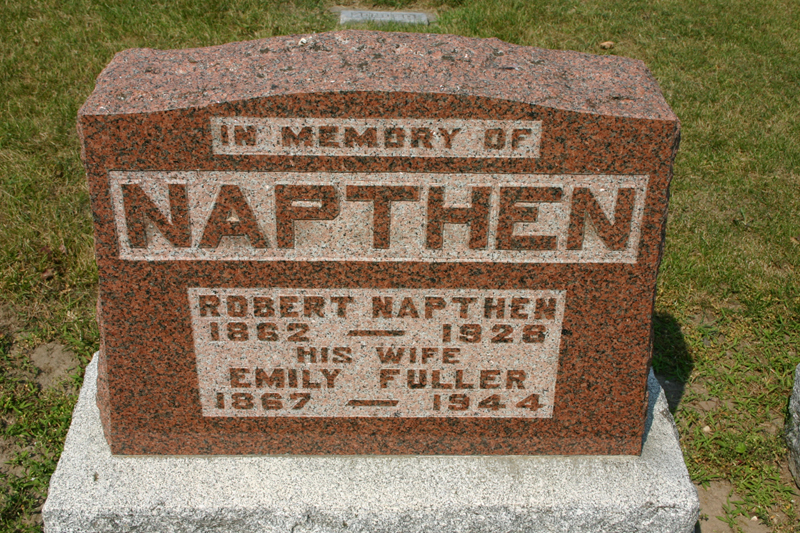 IN MEMORY OF
NAPTHEN
ROBERT NAPTHEN
1862 — 1928
HIS WIFE
EMILY FULLER
1867 — 1944